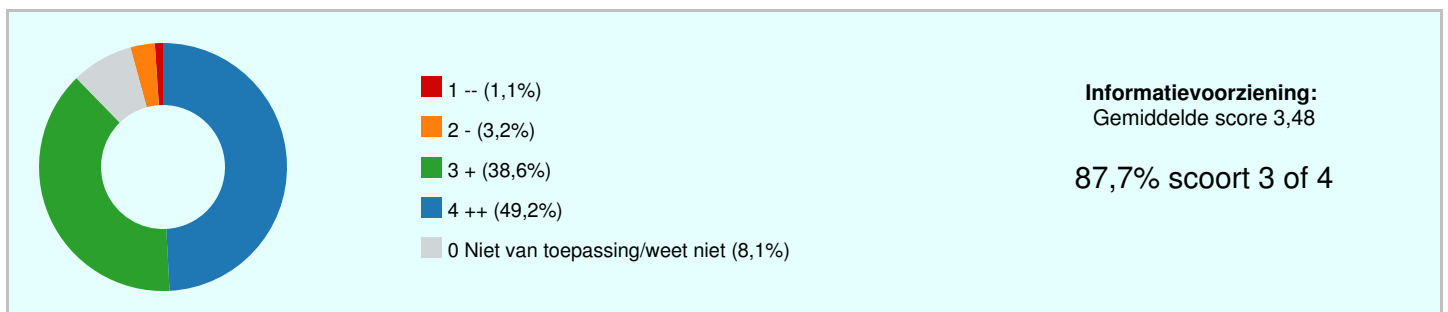 1 -- (1,1%)
2 - (3,2%)
3 + (38,6%)
4 ++ (49,2%)
0 Niet van toepassing/weet niet (8,1%)
Informatievoorziening:
Gemiddelde score 3,48
87,7% scoort 3 of 4